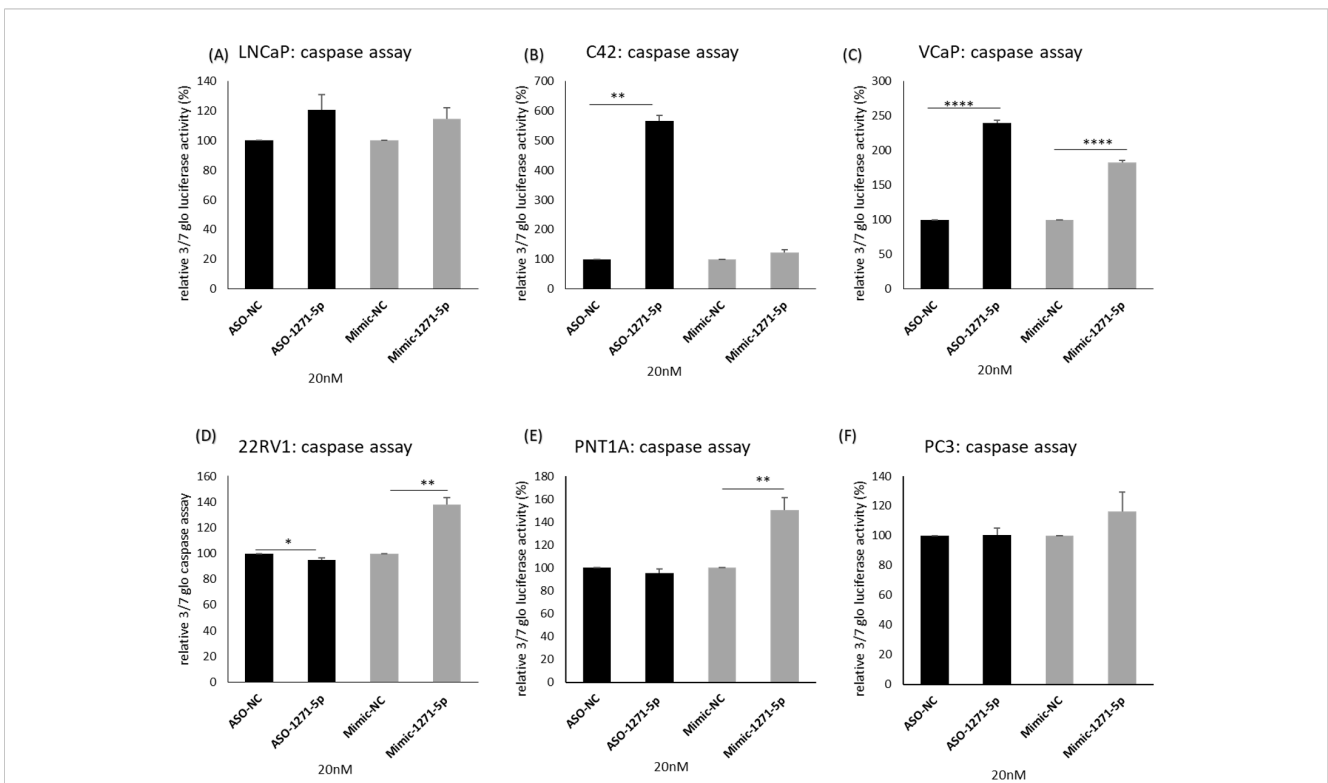 (A) LNCaP: caspase assay
relative 3/7 glo luciferase activity (%)
140
120
100
80
60
40
20
0
ASO-NC
ASO-1271-5p
Mimic-NC
Mimic-1271-5p
20nM
(B) C42: caspase assay
relative 3/7 glo luciferase activity (%)
700
600
500
400
300
200
100
0
**
ASO-NC
ASO-1271-5p
Mimic-NC
Mimic-1271-5p
20nM
(C) VCaP: caspase assay
relative 3/7 glo luciferase activity (%)
300
250
200
150
100
50
0
****
****
ASO-NC
ASO-1271-5p
Mimic-NC
Mimic-1271-5p
20nM
(D) 22RV1: caspase assay
relative 3/7 glo caspase assay
160
140
120
100
80
60
40
20
0
*
**
ASO-NC
ASO-1271-5p
Mimic-NC
Mimic-1271-5p
20nM
(E) PNT1A: caspase assay
relative 3/7 glo luciferase activity (%)
180
160
140
120
100
80
60
40
20
0
**
ASO-NC
ASO-1271-5p
Mimic-NC
Mimic-1271-5p
20nM
(F) PC3: caspase assay
relative 3/7 glo luciferase activity (%)
140
120
100
80
60
40
20
0
ASO-NC
ASO-1271-5p
Mimic-NC
Mimic-1271-5p
20nM